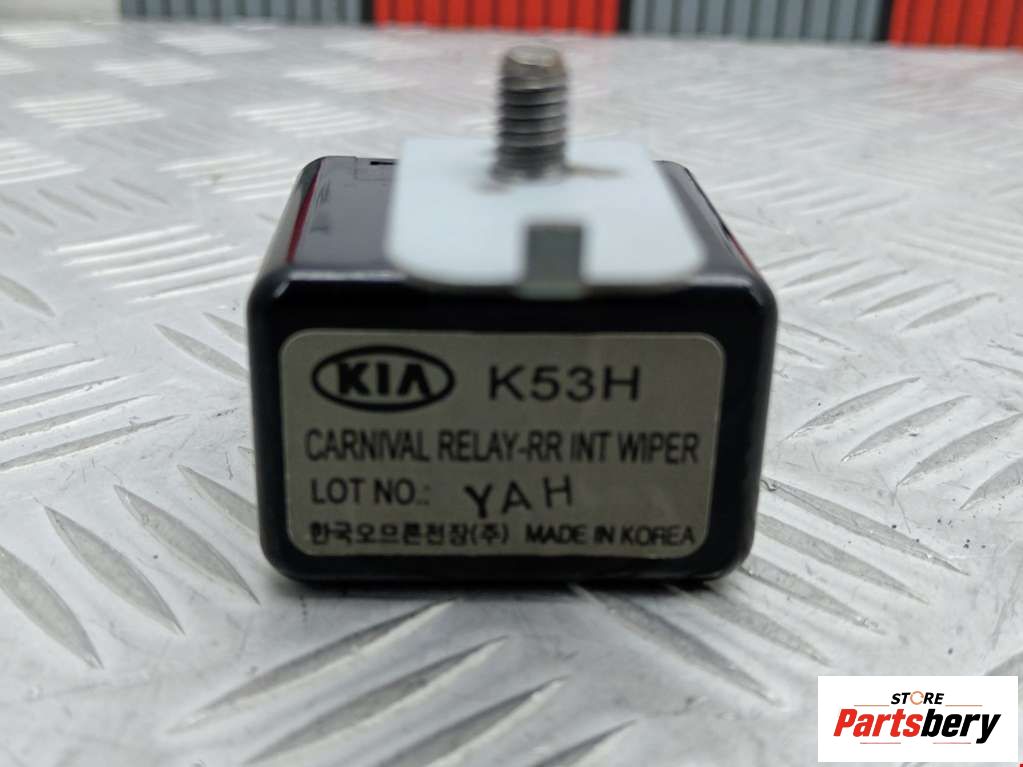 KIA K53H
CARNIVAL RELAY-RR INT WIPER
LOT NO.: YAH
한국오므론전장(주) MADE IN KOREA
STORE
Partsbery